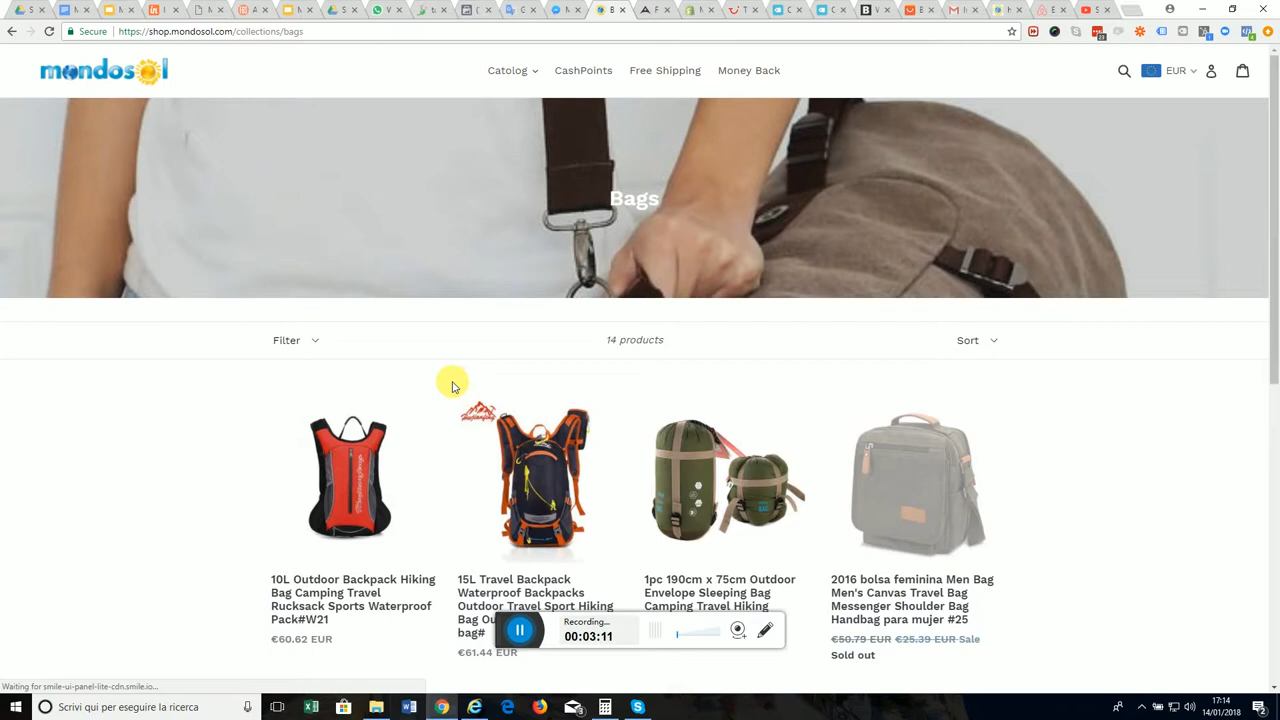 Secure
https://shop.mondosol.com/collections/bags
mondosol
Catolog
CashPoints
Free Shipping
Money Back
EUR
Bags
Filter
14 products
Sort
10L Outdoor Backpack Hiking
Bag Camping Travel
Rucksack Sports Waterproof
Pack#W21
€60.62 EUR
15L Travel Backpack
Waterproof Backpacks
Outdoor Travel Sport Hiking
bag#
€61.44 EUR
1pc 190cm x 75cm Outdoor
Envelope Sleeping Bag
Camping Travel Hiking
2016 bolsa feminina Men Bag
Men's Canvas Travel Bag
Messenger Shoulder Bag
Handbag para mujer #25
€50.79 EUR €25.39 EUR Sale
Sold out
Recording...
00:03:11
Waiting for smile-ui-panel-lite-cdn.smile.io...
Scrivi qui per eseguire la ricerca
17:14
14/01/2018